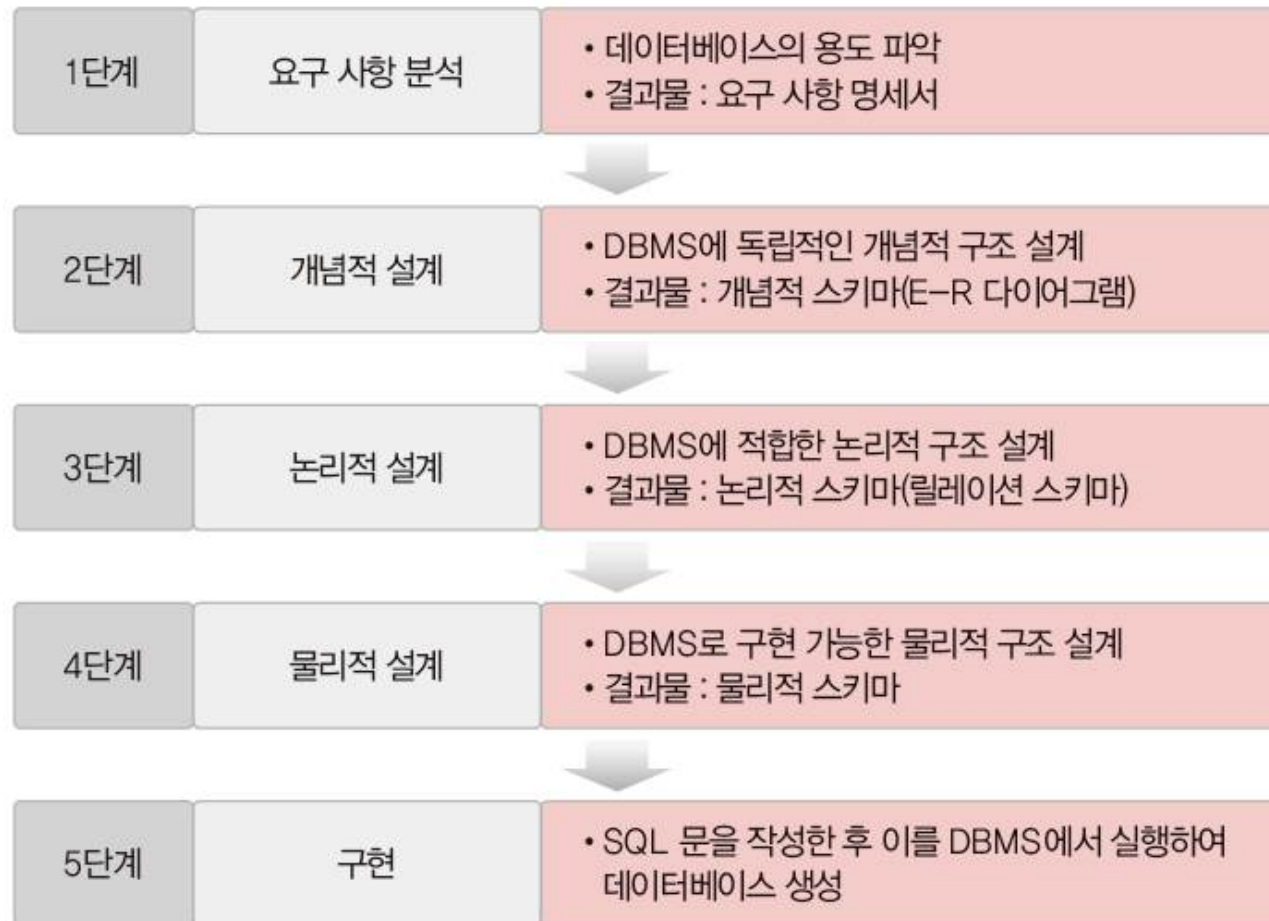 1단계
요구 사항 분석
• 데이터베이스의 용도 파악
• 결과물 : 요구 사항 명세서
2단계
개념적 설계
• DBMS에 독립적인 개념적 구조 설계
• 결과물 : 개념적 스키마(E-R 다이어그램)
3단계
논리적 설계
• DBMS에 적합한 논리적 구조 설계
• 결과물 : 논리적 스키마(릴레이션 스키마)
4단계
물리적 설계
• DBMS로 구현 가능한 물리적 구조 설계
• 결과물 : 물리적 스키마
5단계
구현
• SQL 문을 작성한 후 이를 DBMS에서 실행하여
데이터베이스 생성